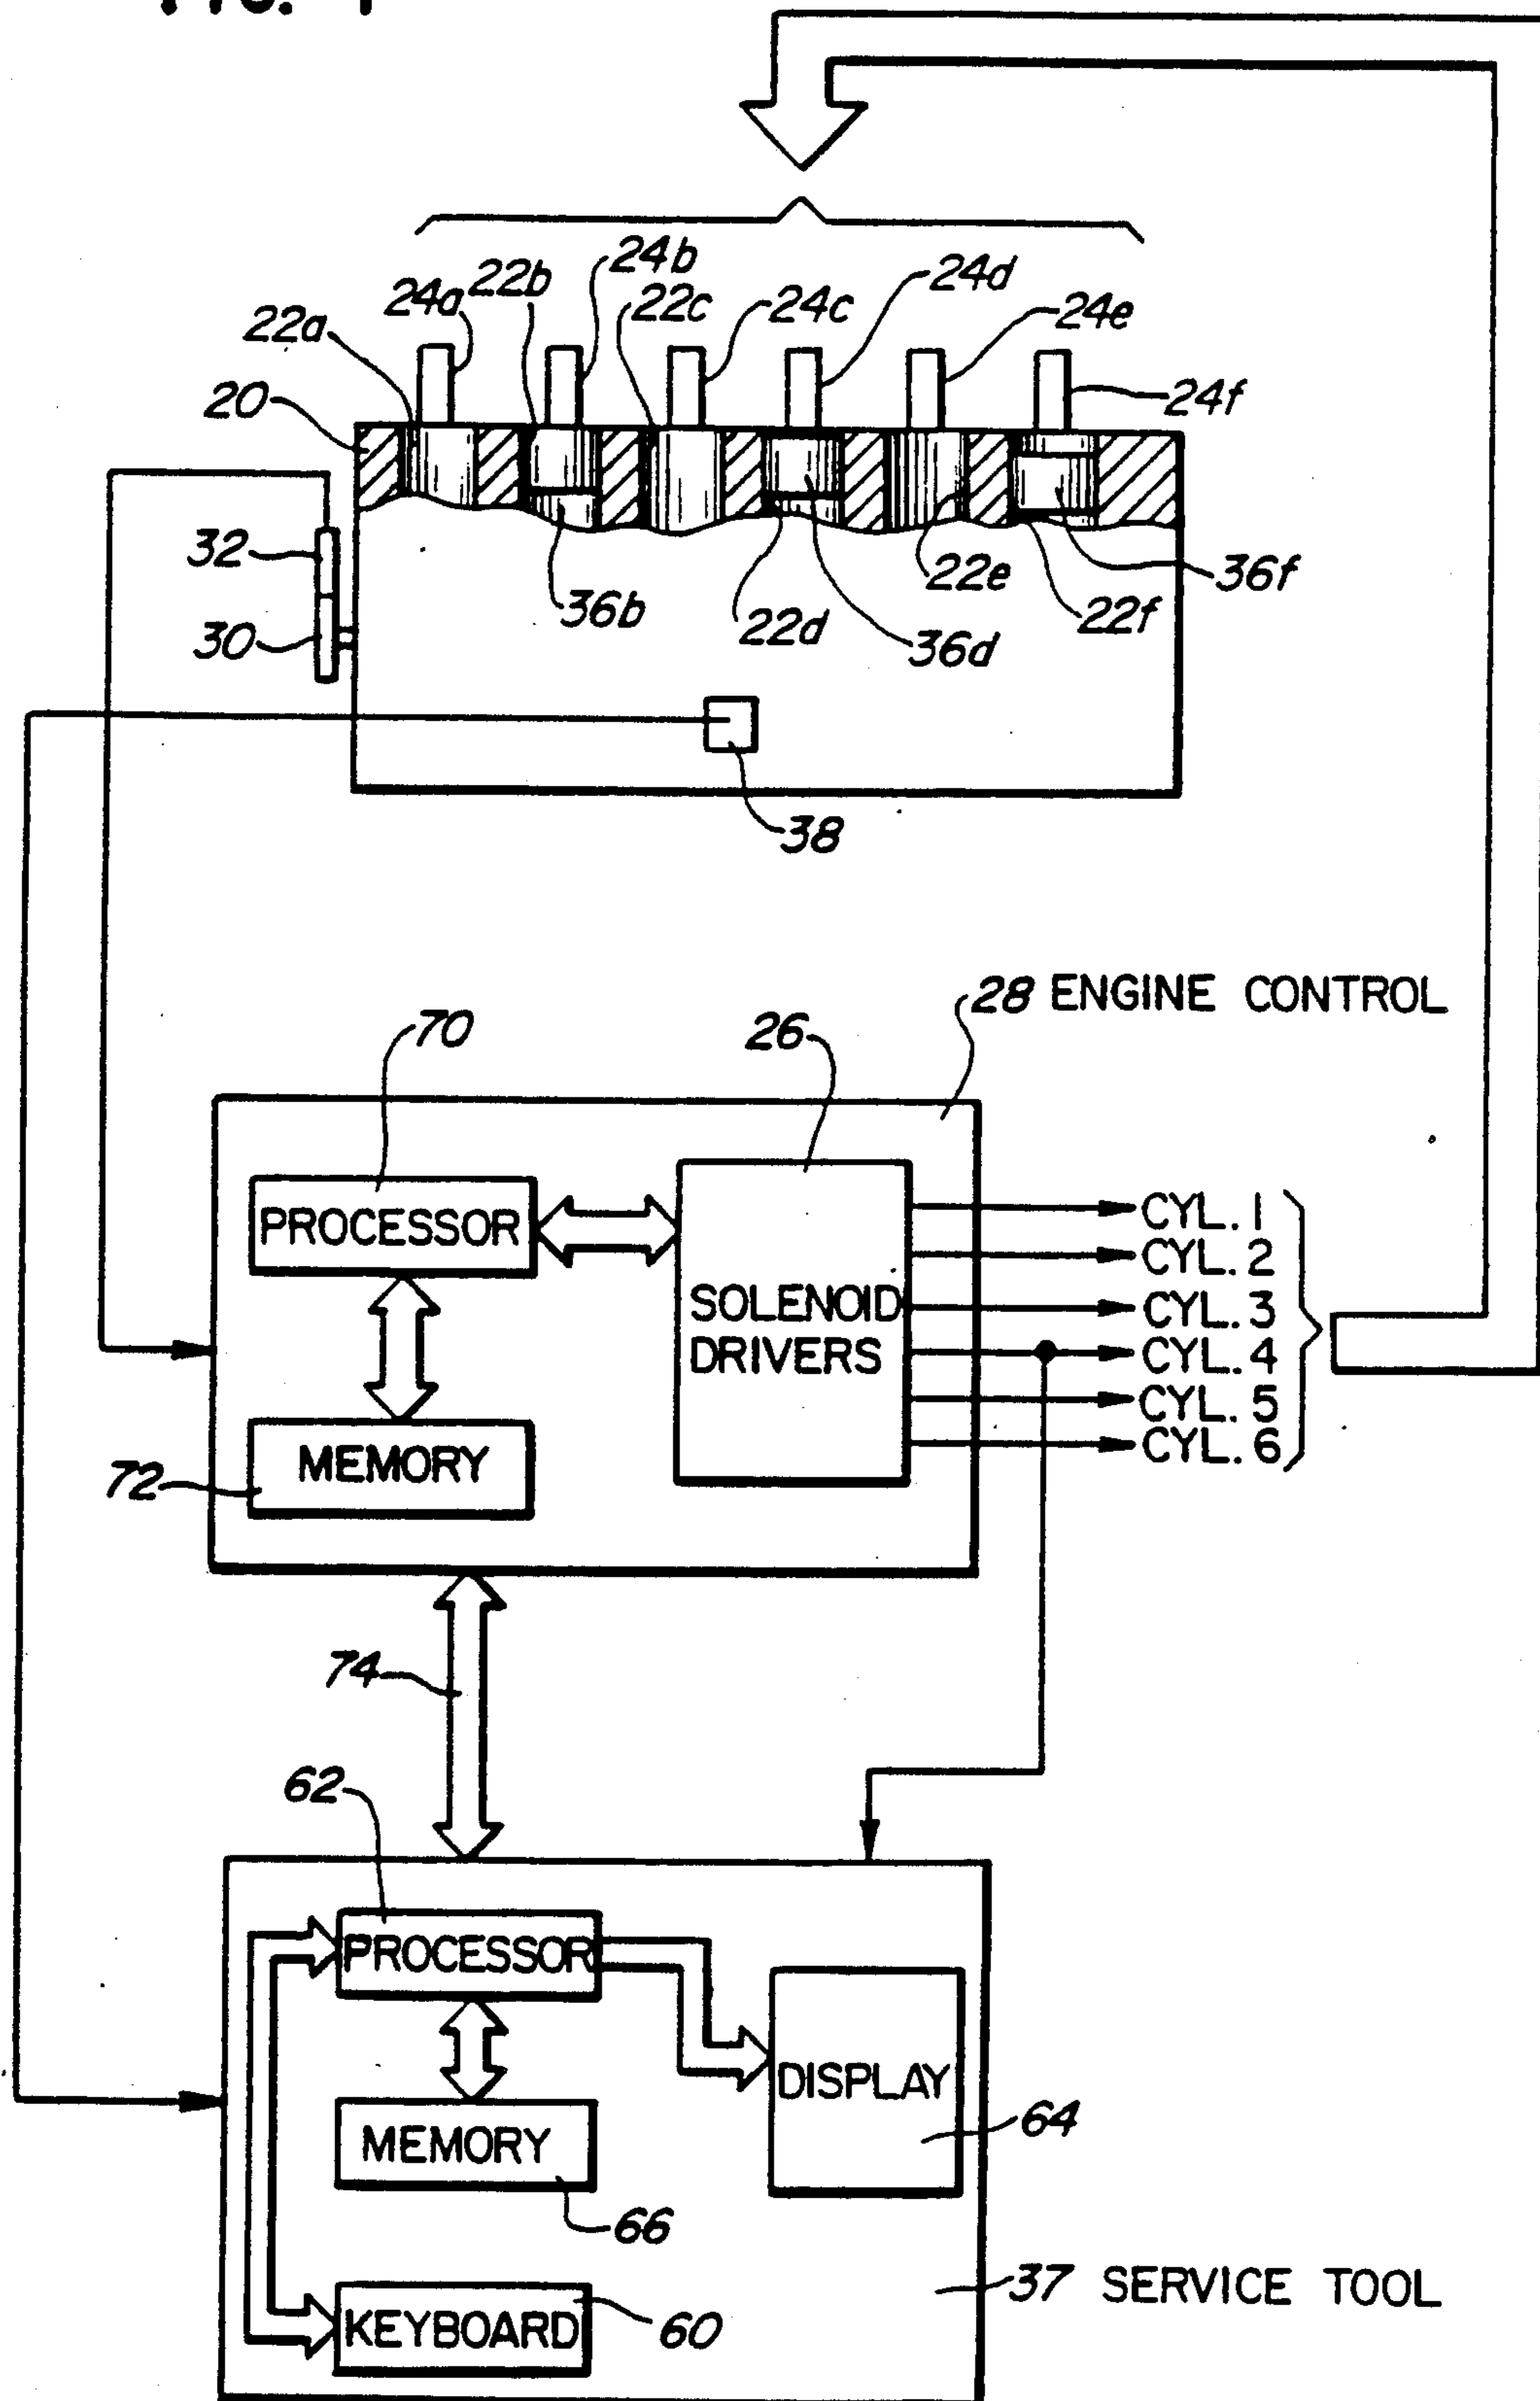 24b
24d
22b
24a
22c
24c
24e
22a
20
24f
32
36b
22e
36f
30
22d
22f
36d
38
28 ENGINE CONTROL
70
26
PROCESSOR
CYL. 1
CYL. 2
SOLENOID
DRIVERS
CYL. 3
CYL. 4
CYL. 5
CYL. 6
MEMORY
72
74
62
PROCESSOR
DISPLAY
64
MEMORY
66
37 SERVICE TOOL
KEYBOARD
60